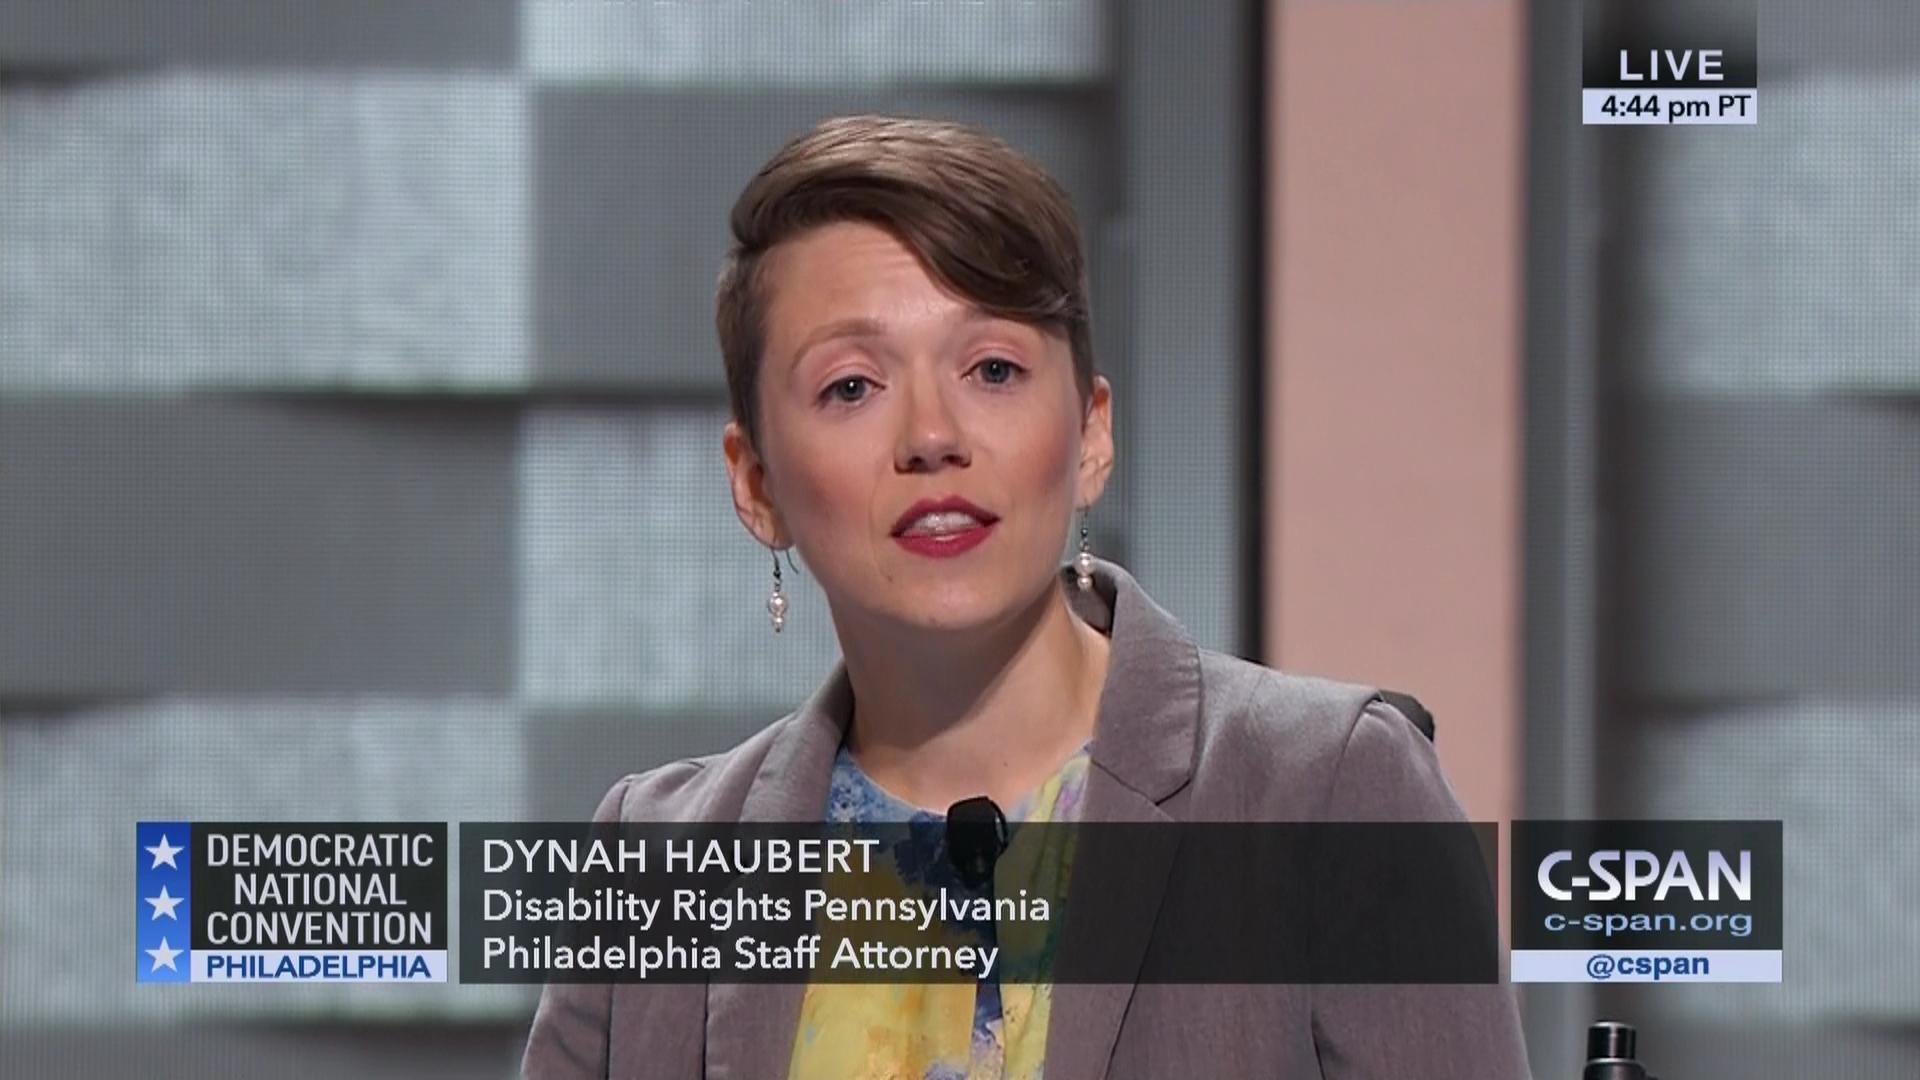 LIVE
4:44 pm PT
DEMOCRATIC
NATIONAL
CONVENTION
PHILADELPHIA
DYNAH HAUBERT
Disability Rights Pennsylvania
Philadelphia Staff Attorney
C-SPAN
c-span.org
@cspan